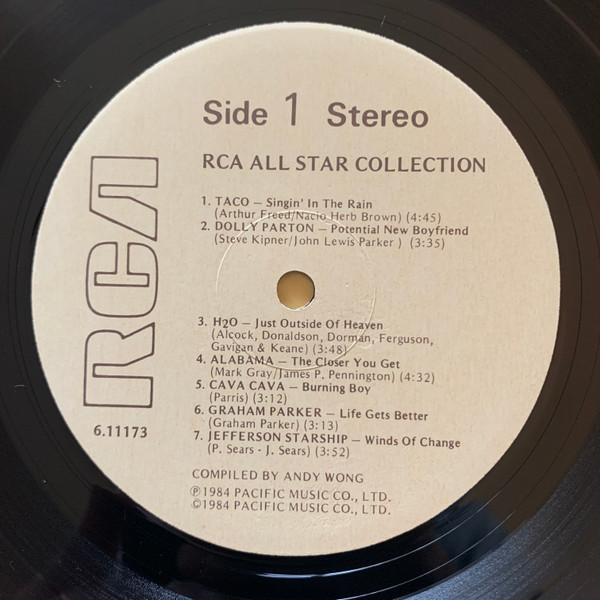 Side 1 Stereo
RCA ALL STAR COLLECTION
1. TACO – Singin' In The Rain
(Arthur Freed/Nacio Herb Brown) (4:45)
2. DOLLY PARTON – Potential New Boyfriend
(Steve Kipner/John Lewis Parker ) (3:35)
RCA
3. H2O – Just Outside Of Heaven
(Alcock, Donaldson, Dorman, Ferguson,
Gavigan & Keane) (3:48)
4. ALABAMA – The Closer You Get
(Mark Gray/James P. Pennington) (4:32)
5. CAVA CAVA – Burning Boy
(Parris) (3:12)
6. GRAHAM PARKER – Life Gets Better
(Graham Parker) (3:13)
7. JEFFERSON STARSHIP – Winds Of Change
(P. Sears - J. Sears) (3:52)
6.11173
COMPILED BY ANDY WONG
℗1984 PACIFIC MUSIC CO., LTD.
©1984 PACIFIC MUSIC CO., LTD.